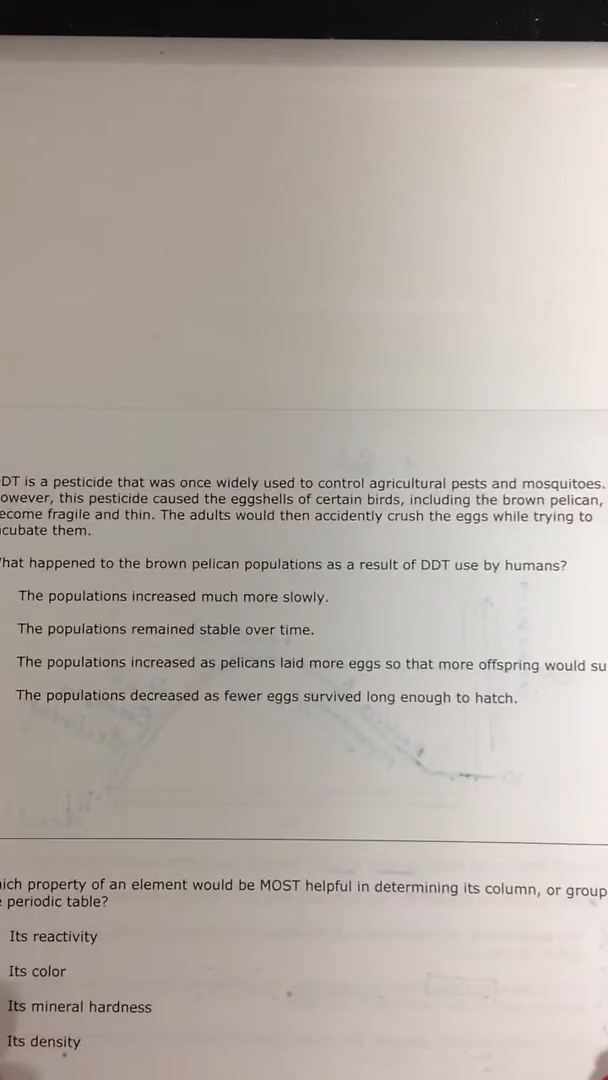 DT is a pesticide that was once widely used to control agricultural pests and mosquitoes.
owever, this pesticide caused the eggshells of certain birds, including the brown pelican,
ecome fragile and thin. The adults would then accidently crush the eggs while trying to
cubate them.
hat happened to the brown pelican populations as a result of DDT use by humans?
The populations increased much more slowly.
The populations remained stable over time.
The populations increased as pelicans laid more eggs so that more offspring would su
The populations decreased as fewer eggs survived long enough to hatch.
ich property of an element would be MOST helpful in determining its column, or group
e periodic table?
Its reactivity
Its color
Its mineral hardness
Its density